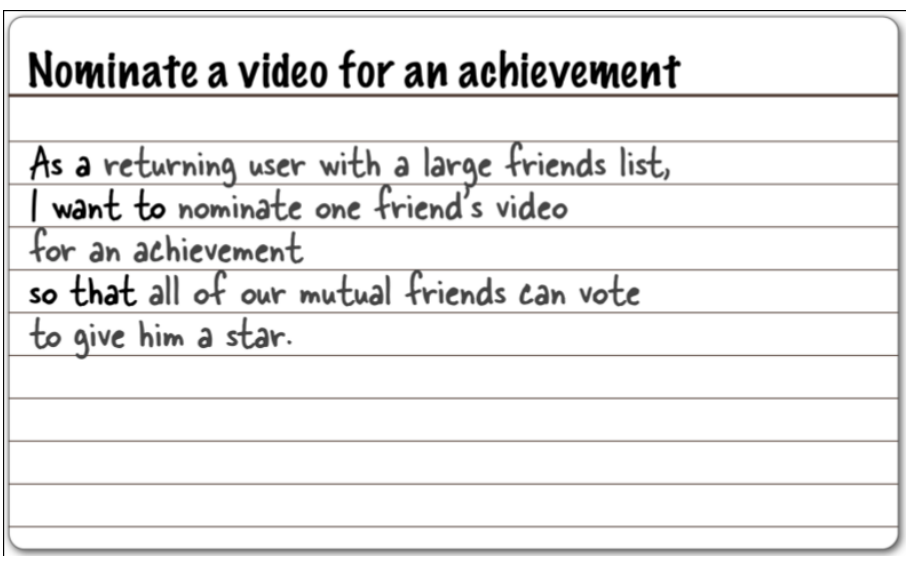 Nominate a video for an achievement
As a returning user with a large friends list,
I want to nominate one friend's video
for an achievement
so that all of our mutual friends can vote
to give him a star.